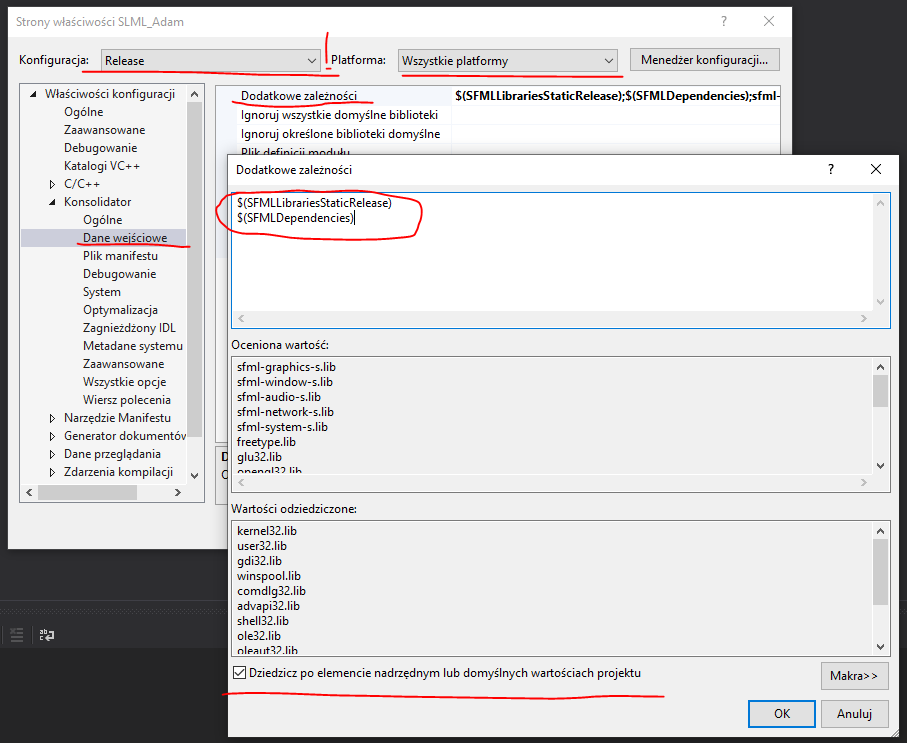 Strony właściwości SLML_Adam
Konfiguracja: Release Platforma: Wszystkie platformy Menedżer konfiguracji...
Właściwości konfiguracji
Ogólne
Zaawansowane
Debugowanie
Katalogi VC++
C/C++
Konsolidator
Ogólne
Dane wejściowe
Plik manifestu
Debugowanie
System
Optymalizacja
Zagnieżdżony IDL
Metadane systemu
Zaawansowane
Wszystkie opcje
Wiersz polecenia
Narzędzie Manifestu
Generator dokumentów
Dane przeglądania
Zdarzenia kompilacji
Dodatkowe zależności $(SFMLLibrariesStaticRelease);$(SFMLDependencies);sfml-
Ignoruj wszystkie domyślne biblioteki
Ignoruj określone biblioteki domyślne
Plik definicji modułu
Dodatkowe zależności
$(SFMLLibrariesStaticRelease)
$(SFMLDependencies)
Oceniona wartość:
sfml-graphics-s.lib
sfml-window-s.lib
sfml-audio-s.lib
sfml-network-s.lib
sfml-system-s.lib
freetype.lib
glu32.lib
opengl32.lib
Wartości odziedziczone:
kernel32.lib
user32.lib
gdi32.lib
winspool.lib
comdlg32.lib
advapi32.lib
shell32.lib
ole32.lib
oleaut32.lib
Dziedzicz po elemencie nadrzędnym lub domyślnych wartościach projektu
Makra>>
OK Anuluj